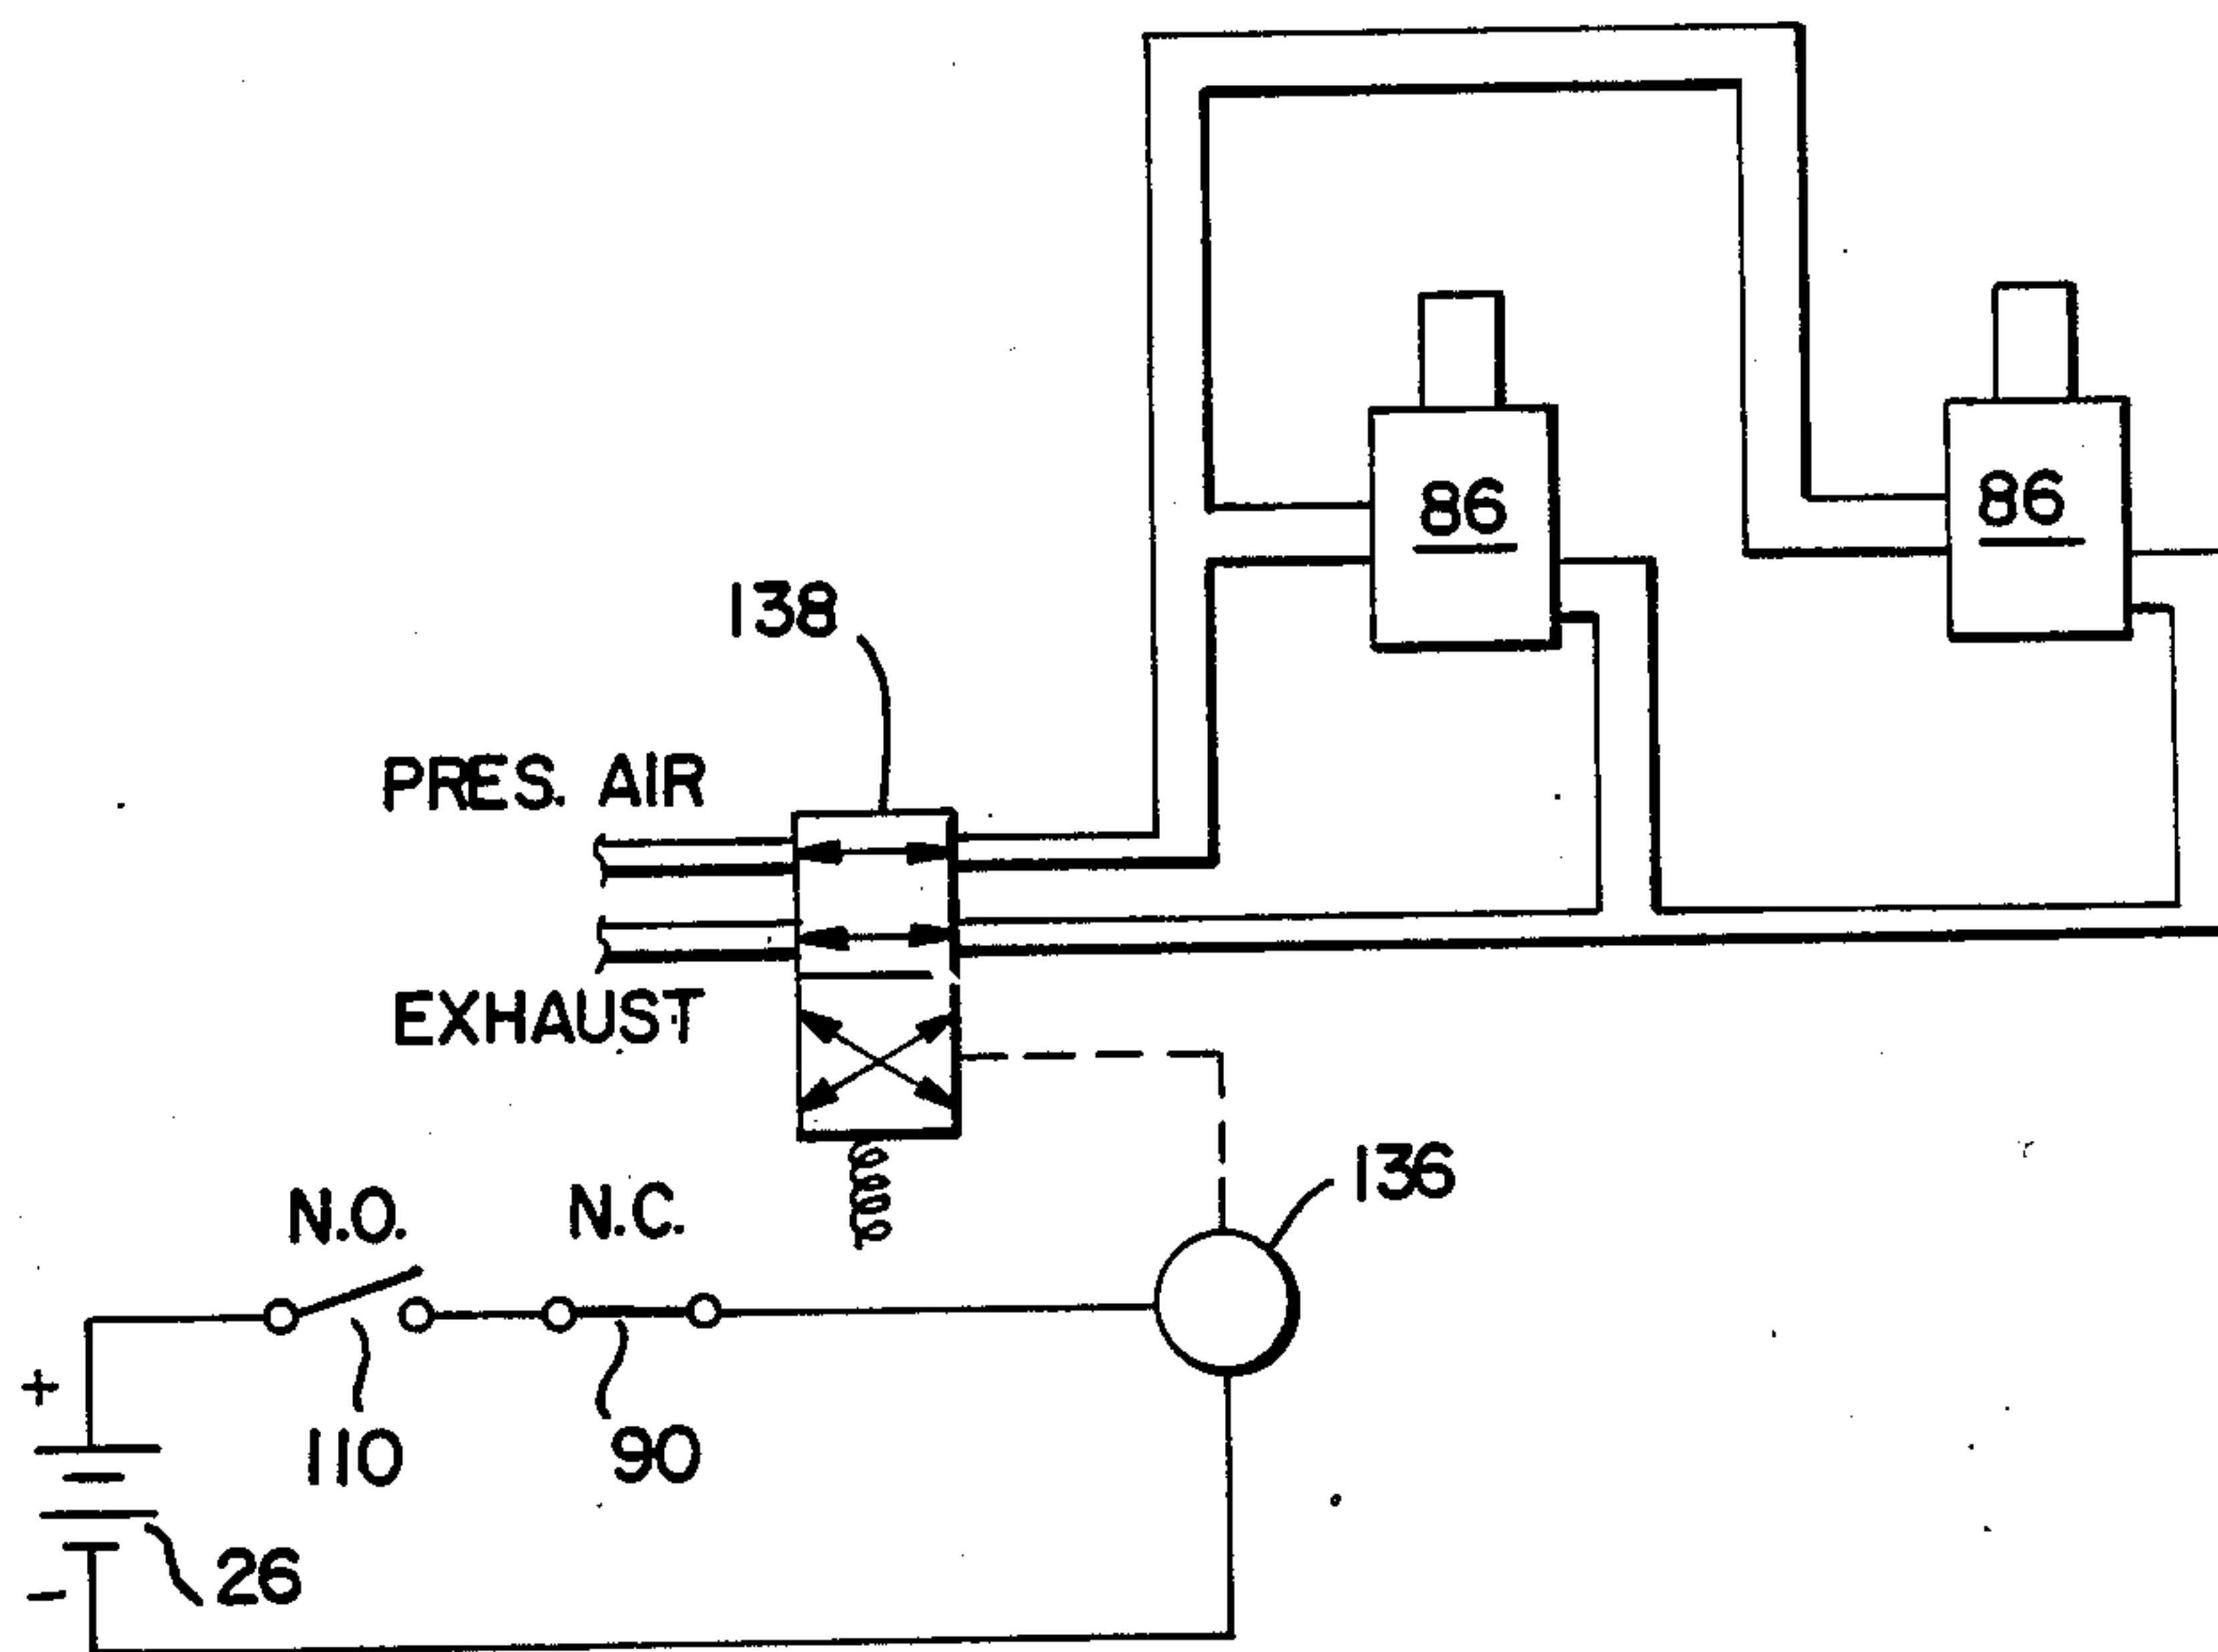 86
86
138
PRES. AIR
EXHAUST
136
N.O.
N.C.
+
110
90
26
-